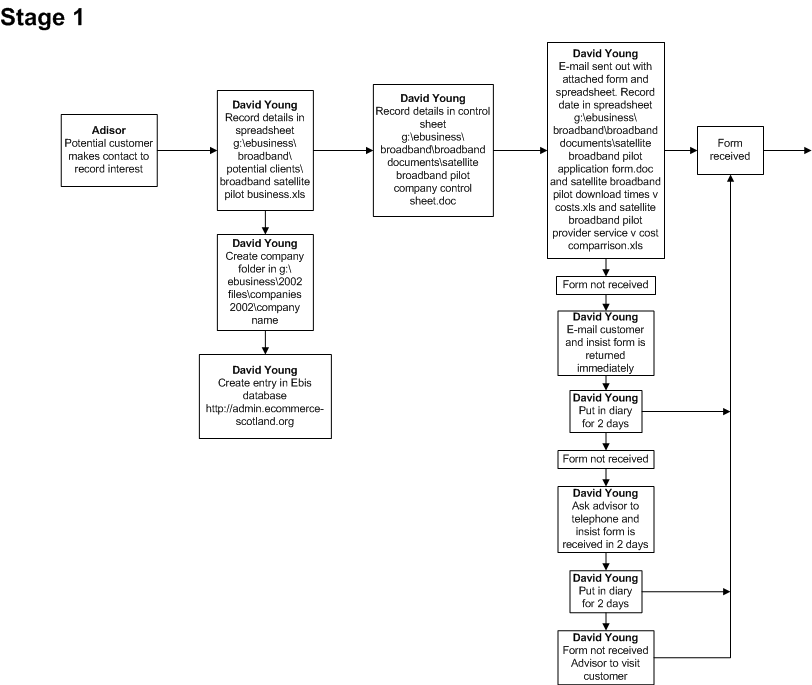 Stage 1
Adisor
Potential customer
makes contact to
record interest
David Young
Record details in
spreadsheet
g:\ebusiness\
broadband\
potential clients\
broadband satellite
pilot business.xls
David Young
Create company
folder in g:\
ebusiness\2002
files\companies
2002\company
name
David Young
Create entry in Ebis
database
http://admin.ecommerce-
scotland.org
David Young
Record details in control
sheet
g:\ebusiness\
broadband\broadband
documents\satellite
broadband pilot
company control
sheet.doc
David Young
E-mail sent out with
attached form and
spreadsheet. Record
date in spreadsheet
g:\ebusiness\
broadband\broadband
documents\satellite
broadband pilot
application form.doc
and satellite broadband
pilot download times v
costs.xls and satellite
broadband pilot
provider service v cost
comparrison.xls
Form not received
David Young
E-mail customer
and insist form is
returned
immediately
David Young
Put in diary
for 2 days
Form not received
David Young
Ask advisor to
telephone and
insist form is
received in 2 days
David Young
Put in diary
for 2 days
David Young
Form not received
Advisor to visit
customer
Form
received